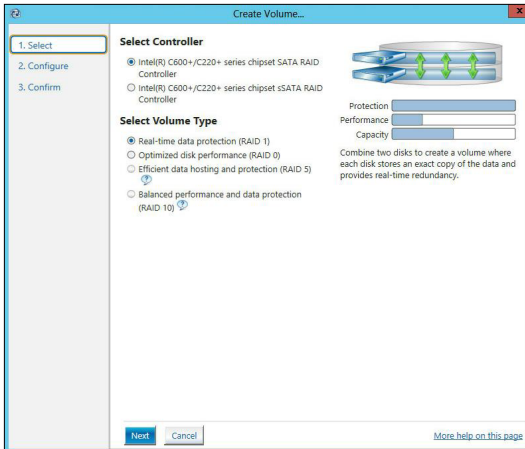 Create Volume...
x
1. Select
2. Configure
3. Confirm
Select Controller
Intel(R) C600+/C220+ series chipset SATA RAID
Controller
Intel(R) C600+/C220+ series chipset sSATA RAID
Controller
Select Volume Type
Real-time data protection (RAID 1)
Optimized disk performance (RAID 0)
Efficient data hosting and protection (RAID 5)
?
Balanced performance and data protection
(RAID 10) ?
Protection
Performance
Capacity
Combine two disks to create a volume where
each disk stores an exact copy of the data and
provides real-time redundancy.
Next
Cancel
More help on this page